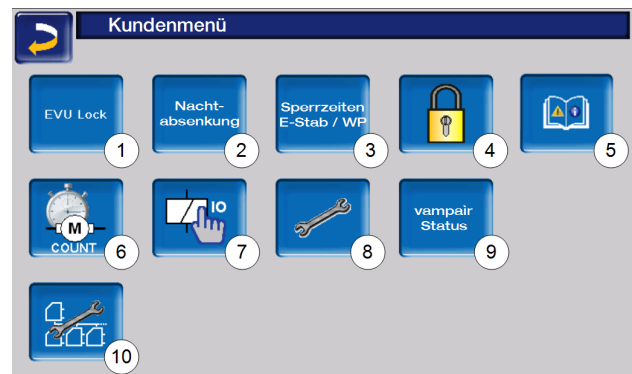 Kundenmenü
EVU Lock
1
Nacht-
absenkung
2
Sperrzeiten
E-Stab / WP
3
4
5
M
COUNT
6
IO
7
8
vampair
Status
9
10